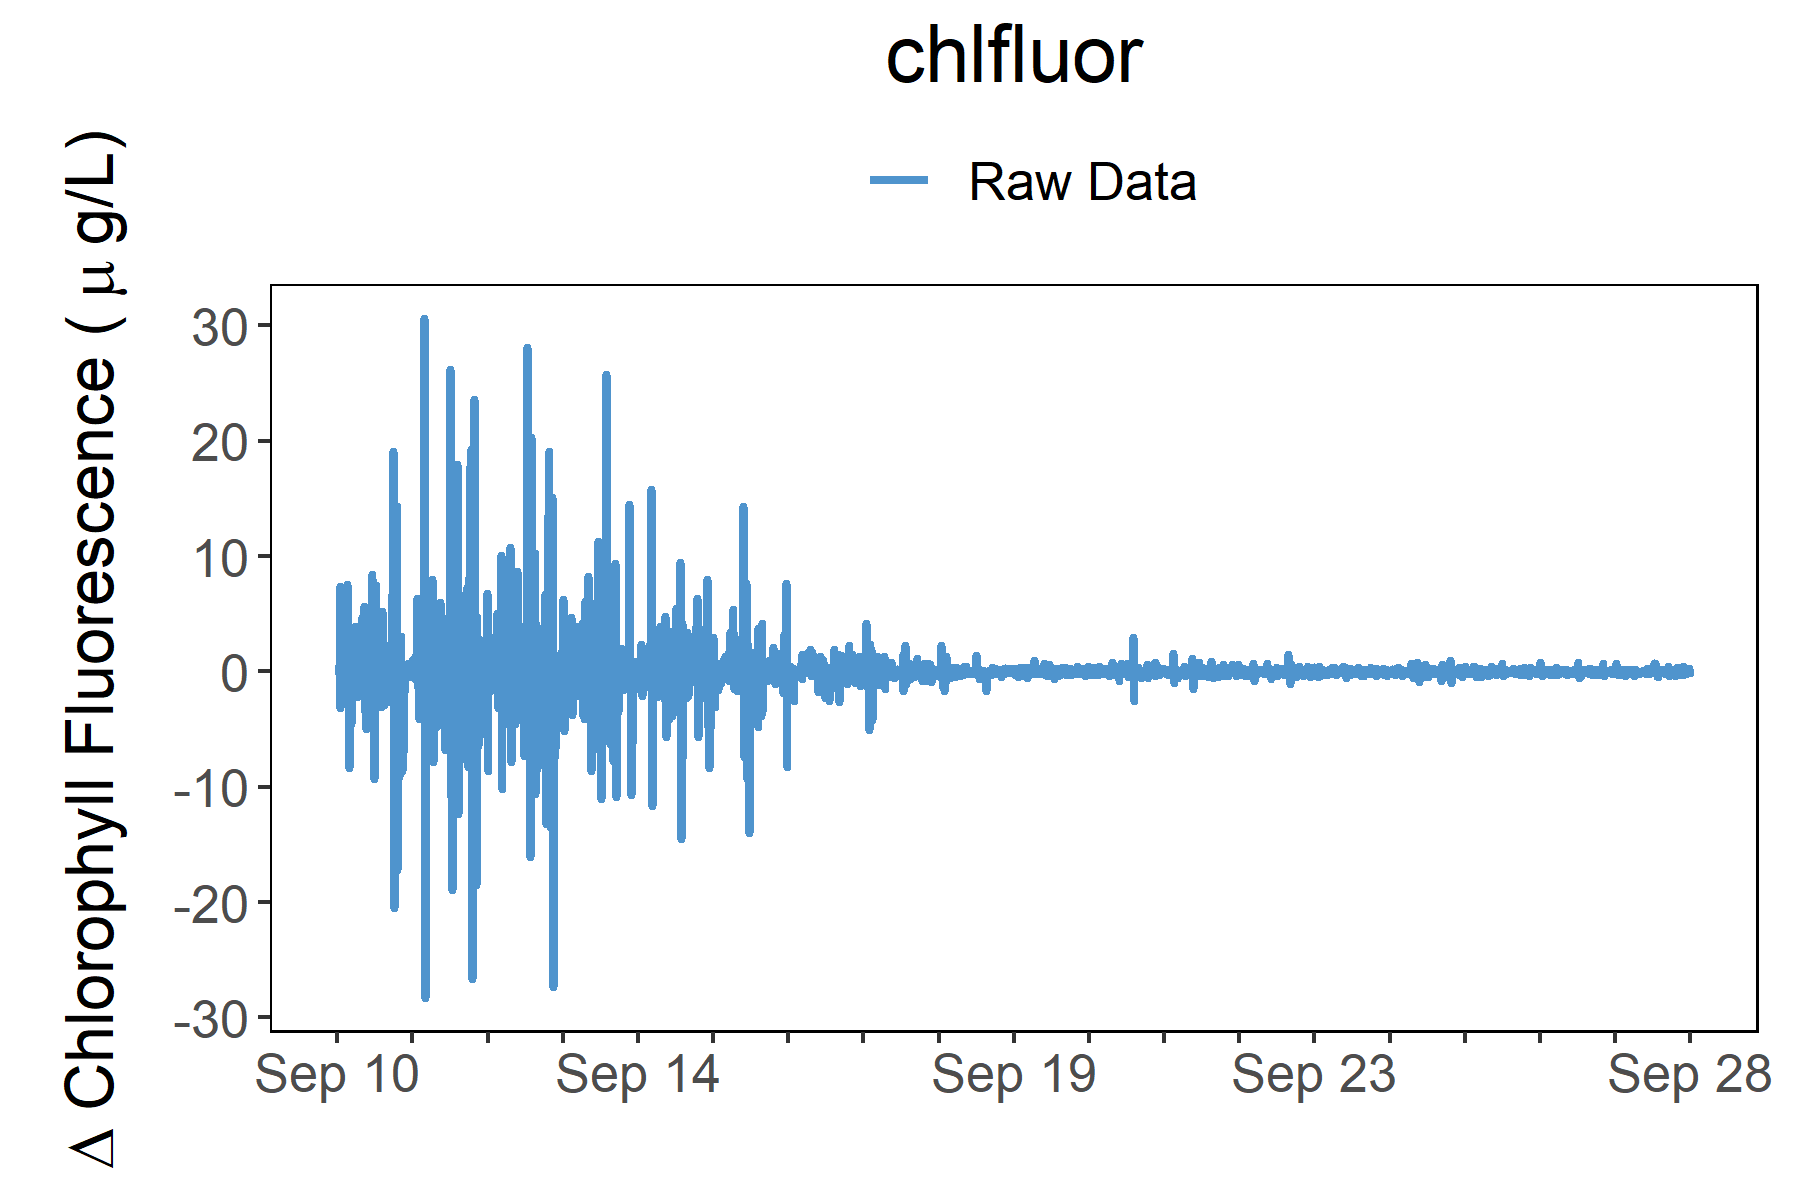 chlfluor
Raw Data
Δ Chlorophyll Fluorescence ( μ g/L)
30
20
10
0
-10
-20
-30
Sep 10
Sep 14
Sep 19
Sep 23
Sep 28